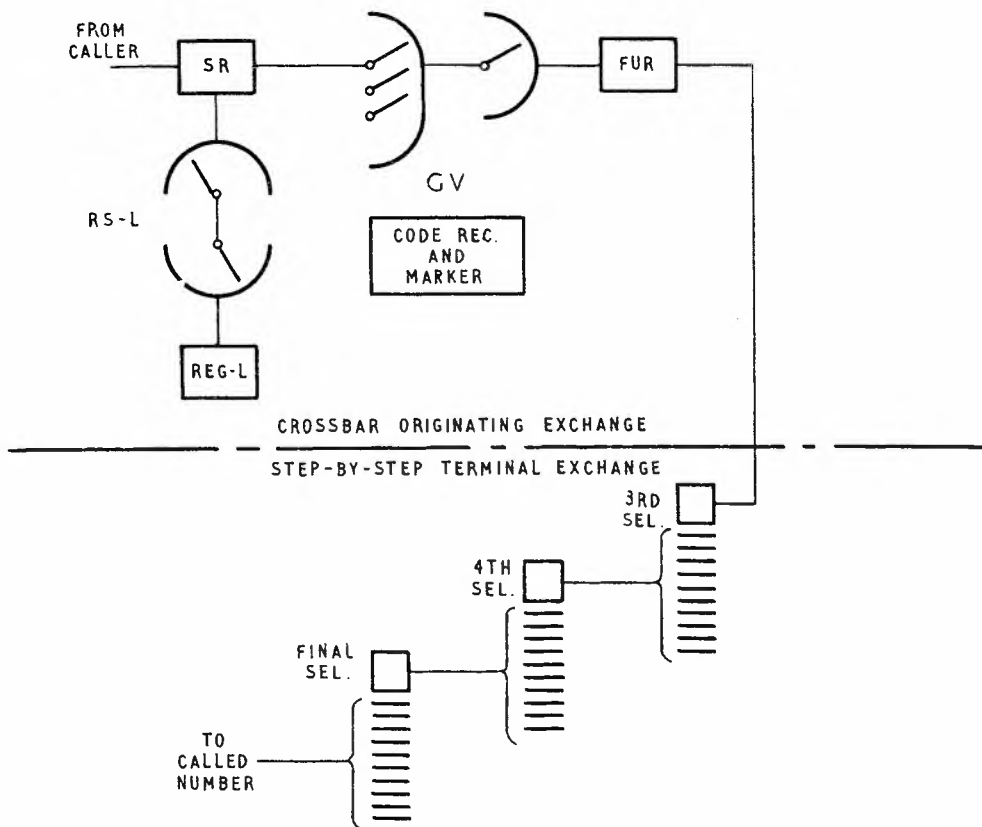 FROM
CALLER
SR
FUR
GV
RS-L
CODE REC.
AND
MARKER
REG-L
CROSSBAR ORIGINATING EXCHANGE
STEP-BY-STEP TERMINAL EXCHANGE
3RD
SEL.
4TH
SEL.
FINAL
SEL.
TO
CALLED
NUMBER